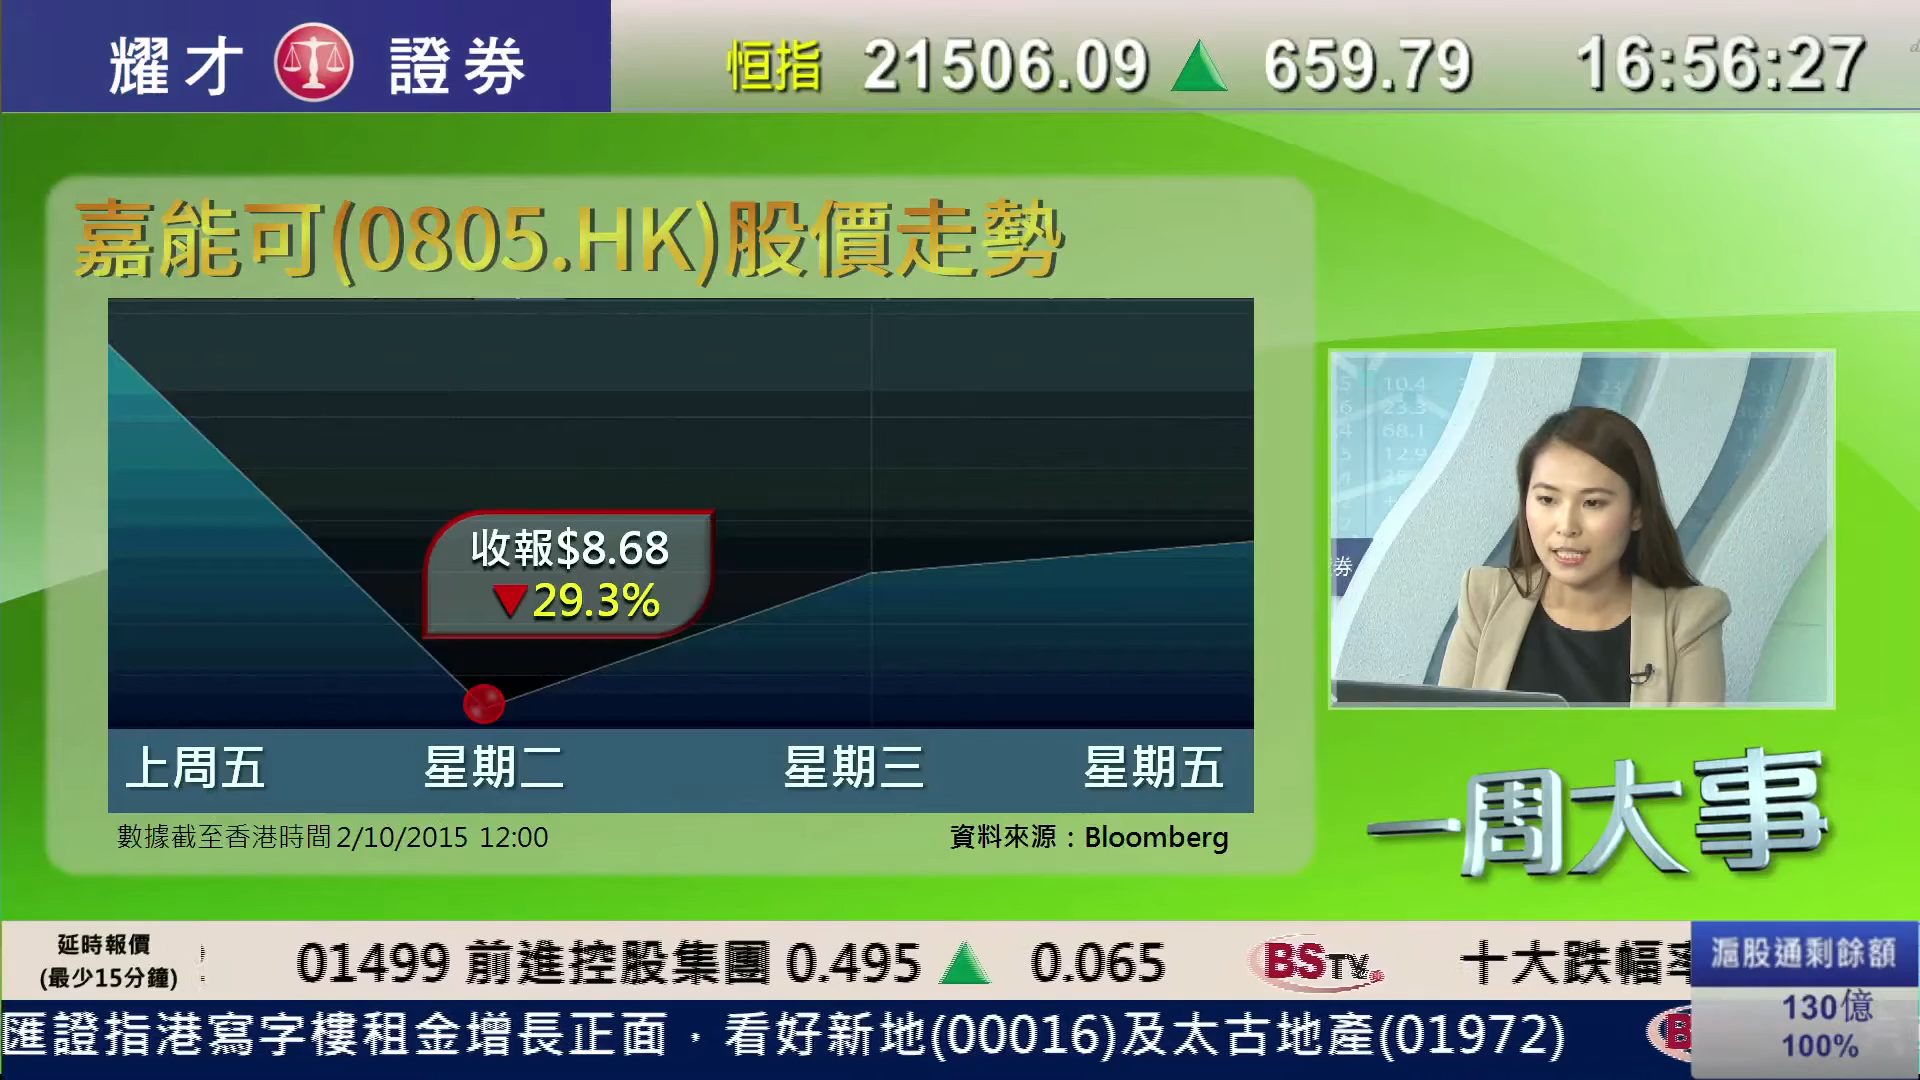 耀才 證券
恒指 21506.09 ▲ 659.79 16:56:27
嘉能可(0805.HK)股價走勢
收報$8.68
▼29.3%
上周五 星期二 星期三 星期五
數據截至香港時間2/10/2015 12:00
資料來源：Bloomberg
券
一周大事
延時報價
(最少15分鐘)
01499 前進控股集團 0.495 ▲ 0.065 BSTV 十大跌幅率
滬股通剩餘額
130億
100%
匯證指港寫字樓租金增長正面，看好新地(00016)及太古地產(01972)